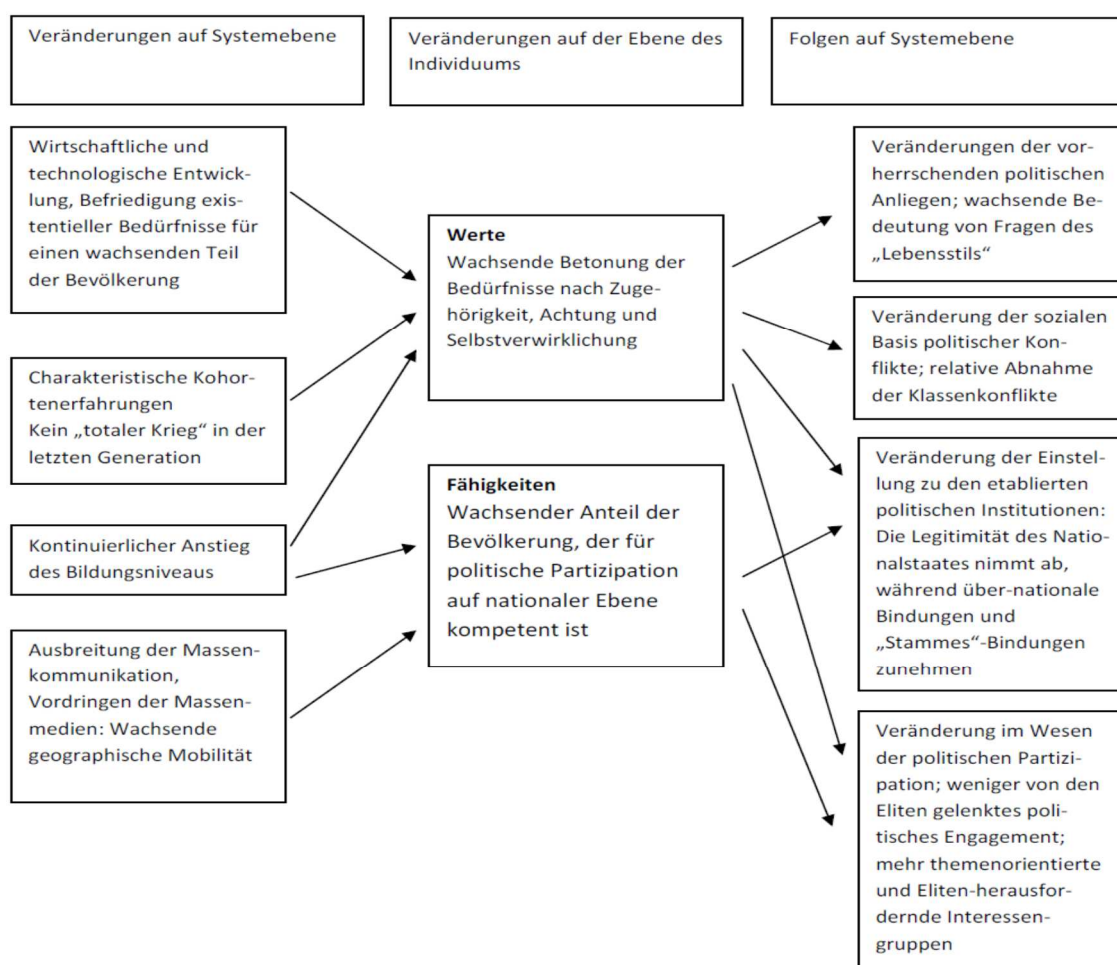 Veränderungen auf Systemebene
Veränderungen auf der Ebene des
Individuums
Folgen auf Systemebene
Wirtschaftliche und
technologische Entwick-
lung, Befriedigung exis-
tentieller Bedürfnisse für
einen wachsenden Teil
der Bevölkerung
Charakteristische Kohor-
tenerfahrungen
Kein „totaler Krieg“ in der
letzten Generation
Kontinuierlicher Anstieg
des Bildungsniveaus
Ausbreitung der Massen-
kommunikation,
Vordringen der Massen-
medien: Wachsende
geographische Mobilität
Werte
Wachsende Betonung der
Bedürfnisse nach Zuge-
hörigkeit, Achtung und
Selbstverwirklichung
Fähigkeiten
Wachsender Anteil der
Bevölkerung, der für
politische Partizipation
auf nationaler Ebene
kompetent ist
Veränderungen der vor-
herrschenden politischen
Anliegen; wachsende Be-
deutung von Fragen des
„Lebensstils“
Veränderung der sozialen
Basis politischer Kon-
flikte; relative Abnahme
der Klassenkonflikte
Veränderung der Einstel-
lung zu den etablierten
politischen Institutionen:
Die Legitimität des Natio-
nalstaates nimmt ab,
während über-nationale
Bindungen und
„Stammes“-Bindungen
zunehmen
Veränderung im Wesen
der politischen Partizi-
pation; weniger von den
Eliten gelenktes poli-
tisches Engagement;
mehr themenorientierte
und Eliten-herausfor-
dernde Interessen-
gruppen